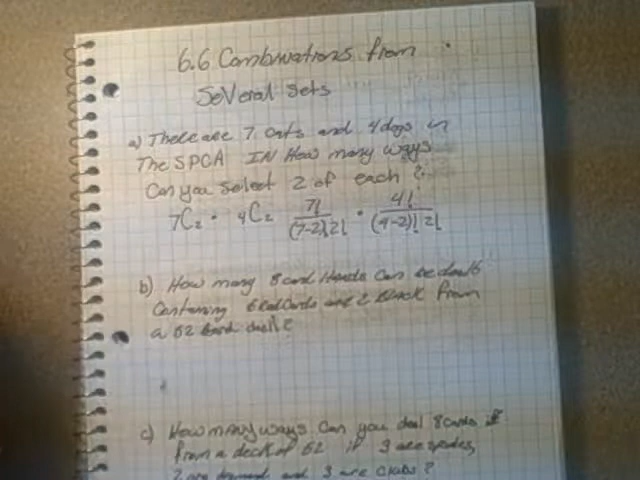 6.6 Combinations from
Several sets
a) There are 7 Cats and 4 dogs in
The SPCA IN How many ways
Can you Select 2 of each?
7C2 · 4C2 7!/(7-2)!2! · 4!/(4-2)!2!
b) How many 8 card Hands Can be dealt
Containing 6 Red Cards and 2 Black from
a 52 Card deck?
c) How many ways Can you deal 8 Cards
from a deck of 52 if 3 are spades,
2 are diamond and 3 are Clubs?